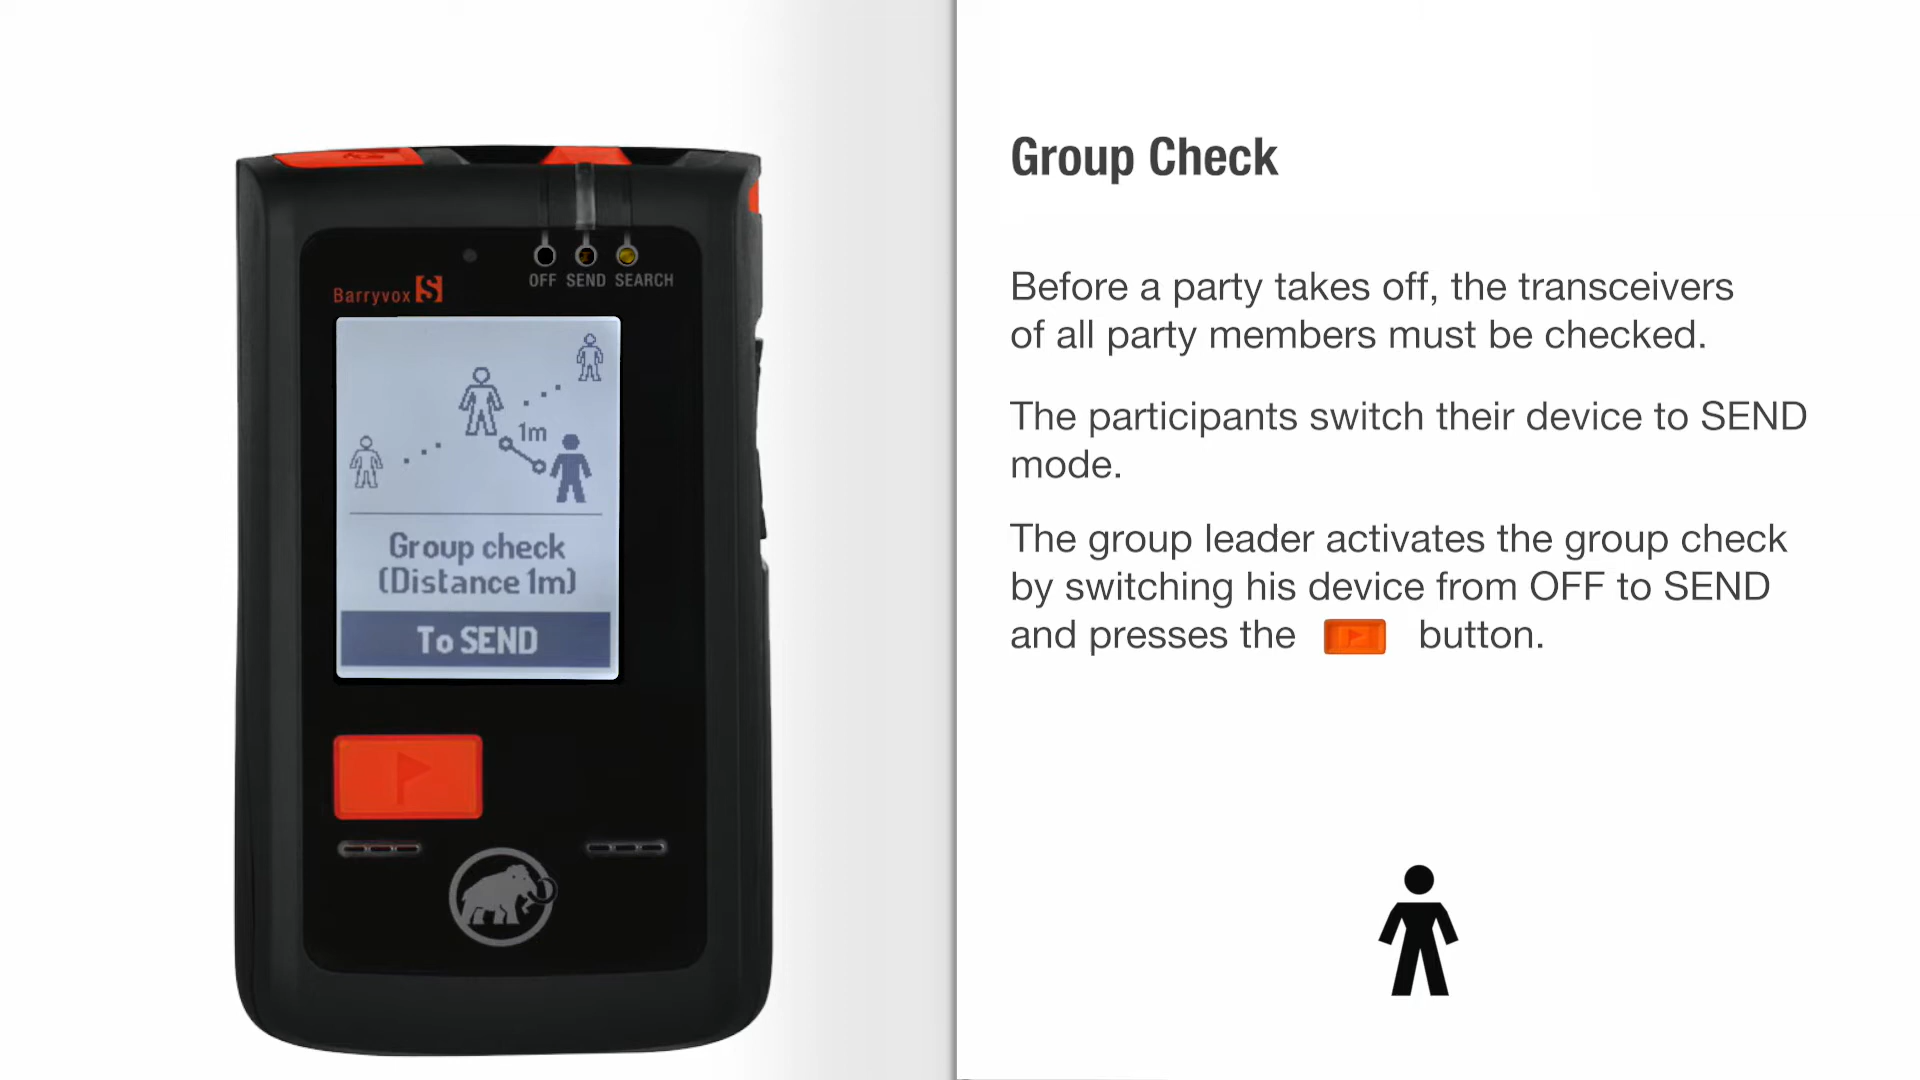 OFF SEND SEARCH
Barryvox S
1m
Group check
(Distance 1m)
To SEND
Group Check
Before a party takes off, the transceivers
of all party members must be checked.
The participants switch their device to SEND
mode.
The group leader activates the group check
by switching his device from OFF to SEND
and presses the button.